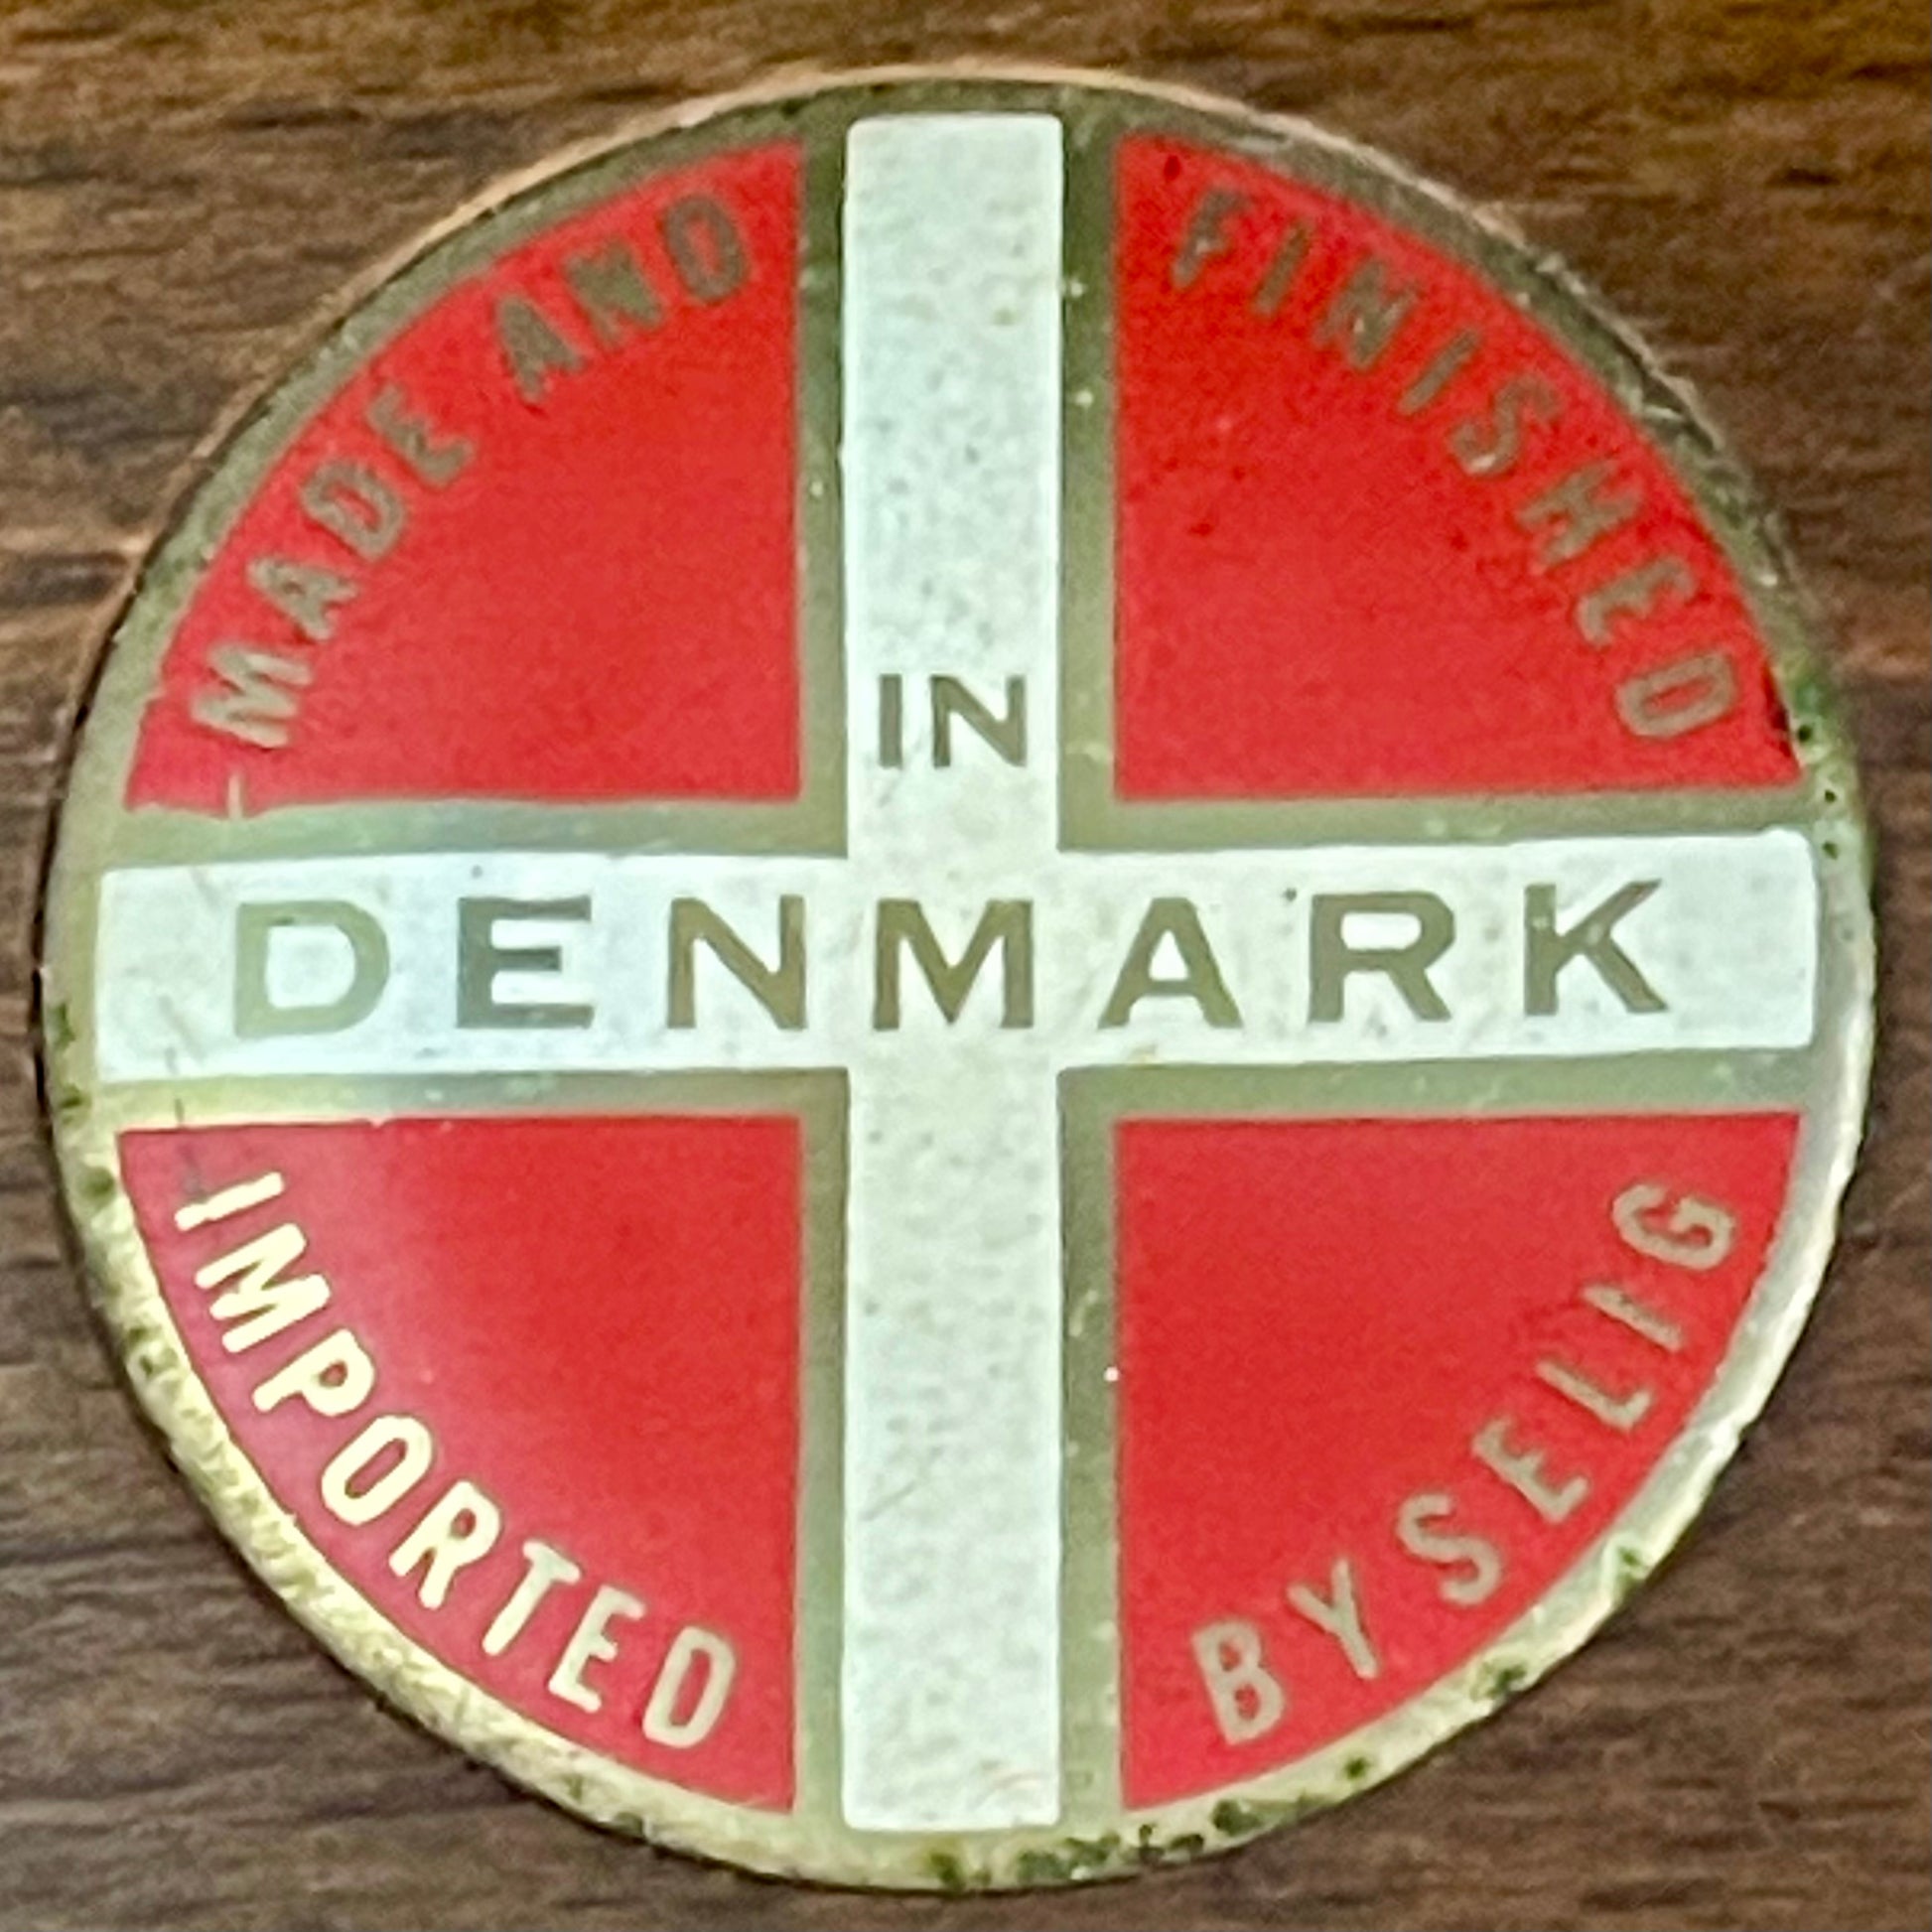 MADE AND
FINISHED
IN
DENMARK
IMPORTED
BY SELIG